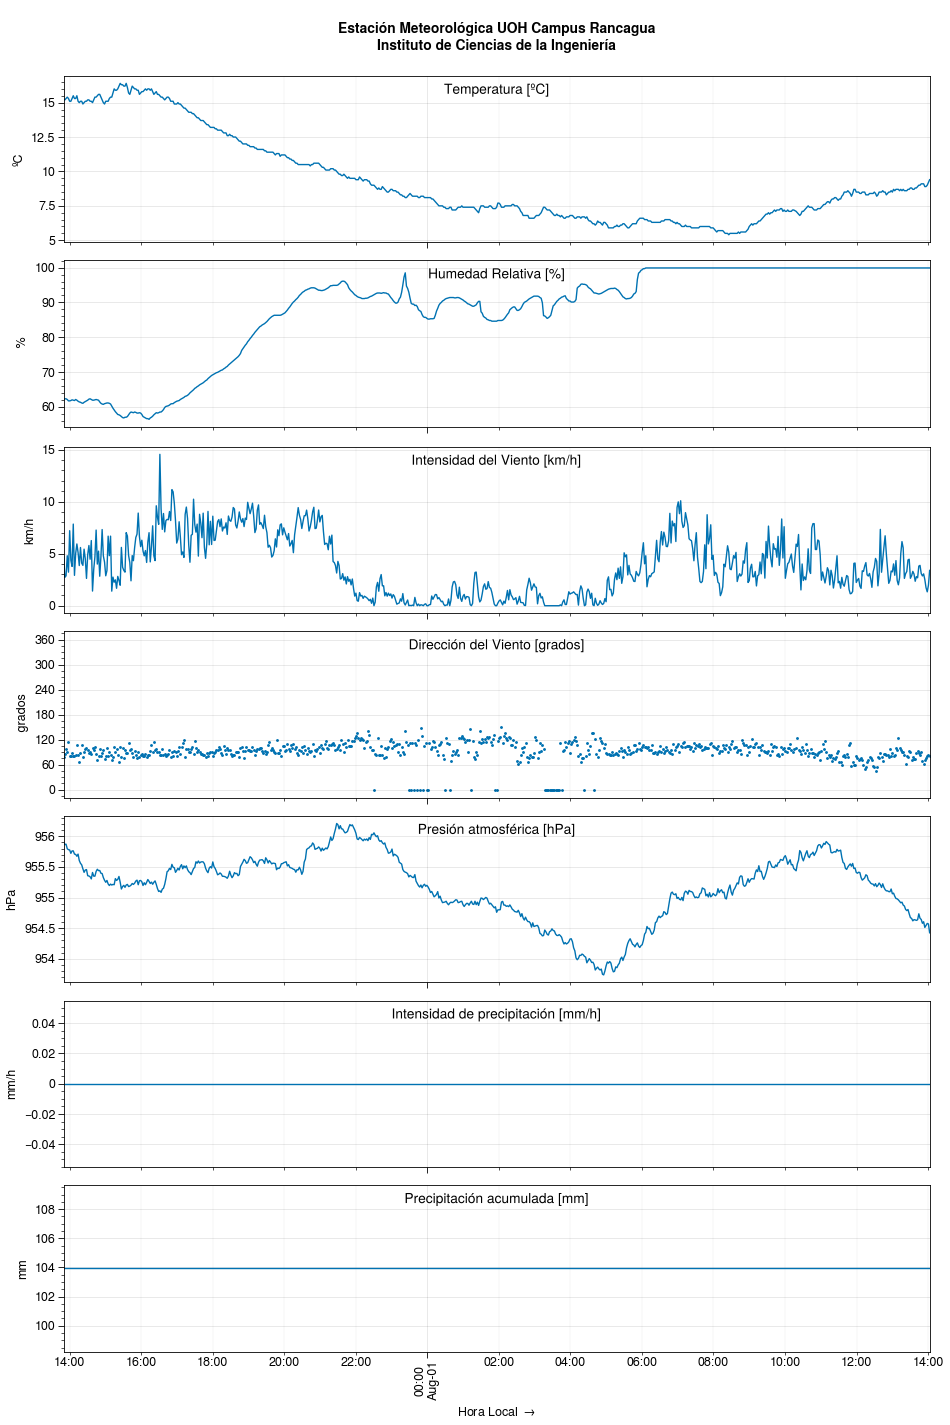 Estación Meteorológica UOH Campus Rancagua
Instituto de Ciencias de la Ingeniería
Temperatura [ºC]
15
12.5
10
7.5
5
ºC
Humedad Relativa [%]
100
90
80
70
60
%
Intensidad del Viento [km/h]
15
10
5
0
km/h
Dirección del Viento [grados]
360
300
240
180
120
60
0
grados
Presión atmosférica [hPa]
956
955.5
955
954.5
954
hPa
Intensidad de precipitación [mm/h]
0.04
0.02
0
−0.02
−0.04
mm/h
Precipitación acumulada [mm]
108
106
104
102
100
mm
14:00 16:00 18:00 20:00 22:00 00:00 02:00 04:00 06:00 08:00 10:00 12:00 14:00
Aug-01
Hora Local →